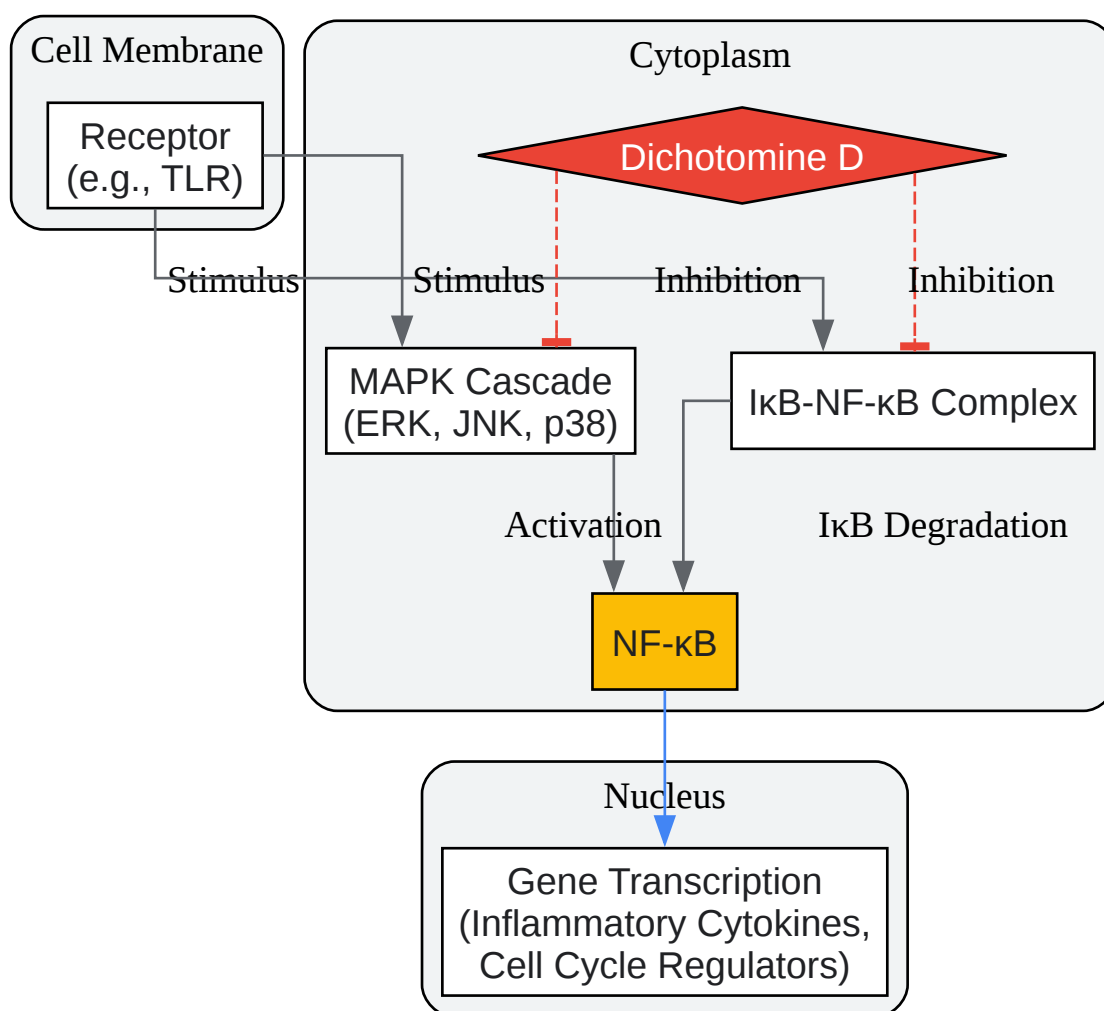 Cell Membrane
Receptor
(e.g., TLR)
Cytoplasm
Dichotomine D
Stimulus
Stimulus
Inhibition
Inhibition
MAPK Cascade
(ERK, JNK, p38)
IκB-NF-κB Complex
Activation
IκB Degradation
NF-κB
Nucleus
Gene Transcription
(Inflammatory Cytokines,
Cell Cycle Regulators)